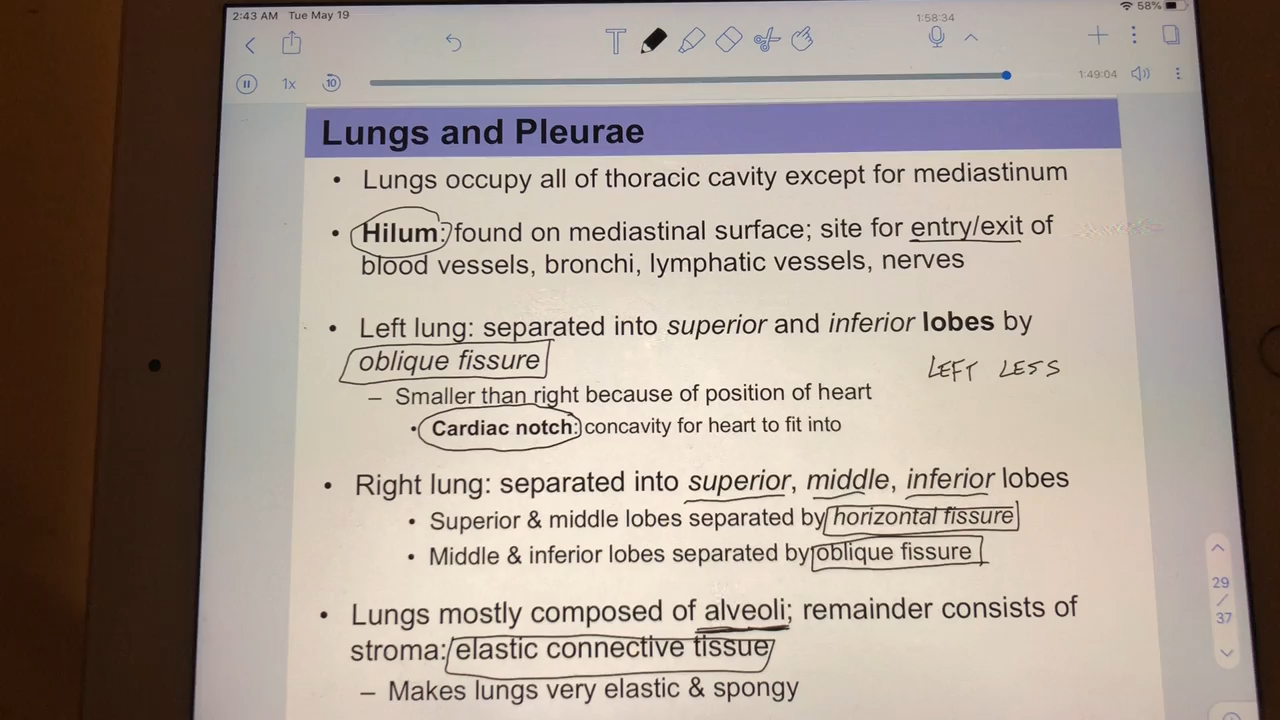 2:43 AM Tue May 19
58%
1:58:34
T
1x
10
1:49:04
Lungs and Pleurae
• Lungs occupy all of thoracic cavity except for mediastinum
• Hilum: found on mediastinal surface; site for entry/exit of
blood vessels, bronchi, lymphatic vessels, nerves
• Left lung: separated into superior and inferior lobes by
oblique fissure
LEFT LESS
– Smaller than right because of position of heart
• Cardiac notch: concavity for heart to fit into
• Right lung: separated into superior, middle, inferior lobes
• Superior & middle lobes separated by horizontal fissure
• Middle & inferior lobes separated by oblique fissure
29
/
37
• Lungs mostly composed of alveoli; remainder consists of
stroma: elastic connective tissue
– Makes lungs very elastic & spongy